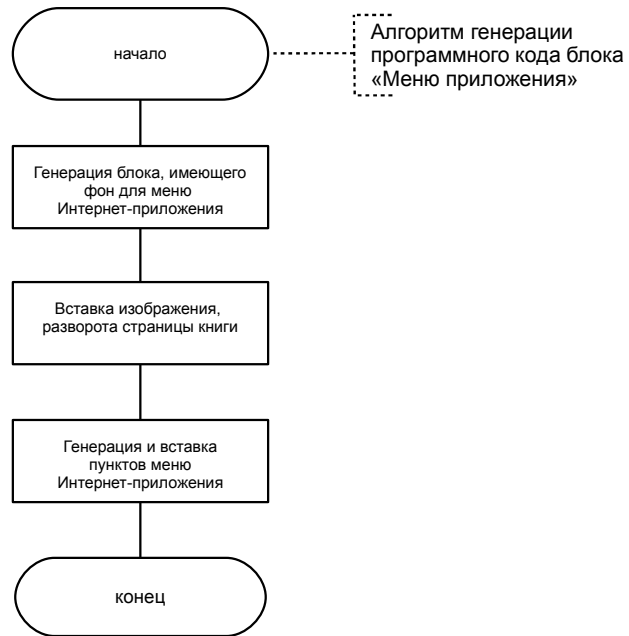 начало
Алгоритм генерации
программного кода блока
«Меню приложения»
Генерация блока, имеющего
фон для меню
Интернет-приложения
Вставка изображения,
разворота страницы книги
Генерация и вставка
пунктов меню
Интернет-приложения
конец